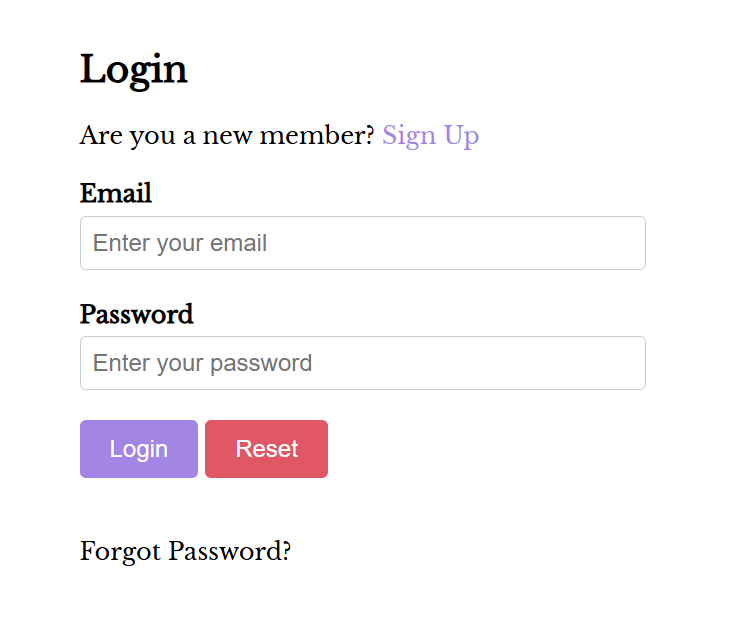 Login
Are you a new member? Sign Up
Email
Enter your email
Password
Enter your password
Login Reset
Forgot Password?